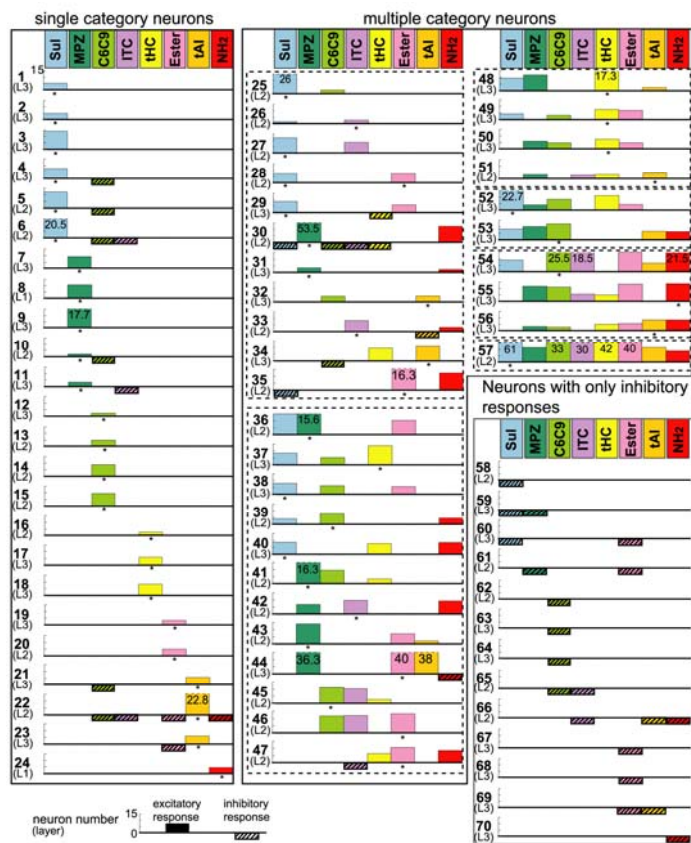 single category neurons
Sul MPZ C6C9 ITC tHC Ester tAl NH2
15
1 (L3)
2 (L3)
3 (L3)
4 (L3)
5 (L2)
6 (L2) 20.5
7 (L3)
8 (L1)
9 (L3) 17.7
10 (L2)
11 (L3)
12 (L3)
13 (L2)
14 (L2)
15 (L2)
16 (L2)
17 (L3)
18 (L3)
19 (L3)
20 (L2)
21 (L3)
22 (L2) 22.8
23 (L3)
24 (L1)
multiple category neurons
Sul MPZ C6C9 ITC tHC Ester tAl NH2
25 (L2) 26
26 (L2)
27 (L2)
28 (L2)
29 (L3)
30 (L2) 53.5
31 (L3)
32 (L3)
33 (L2)
34 (L3)
35 (L2) 16.3
36 (L2) 15.6
37 (L3)
38 (L3)
39 (L2)
40 (L3)
41 (L2) 16.3
42 (L2)
43 (L2)
44 (L3) 36.3 40 38
45 (L2)
46 (L2)
47 (L2)
Sul MPZ C6C9 ITC tHC Ester tAl NH2
48 (L2) 17.3
49 (L3)
50 (L3)
51 (L2)
52 (L3) 22.7
53 (L2)
54 (L3) 25.5 18.5 21.5
55 (L3)
56 (L2)
57 (L2) 61 33 30 42 40
Neurons with only inhibitory
responses
Sul MPZ C6C9 ITC tHC Ester tAl NH2
58 (L2)
59 (L3)
60 (L3)
61 (L2)
62 (L2)
63 (L3)
64 (L3)
65 (L2)
66 (L2)
67 (L3)
68 (L3)
69 (L3)
70 (L3)
neuron number
(layer)
15
0
excitatory
response
inhibitory
response